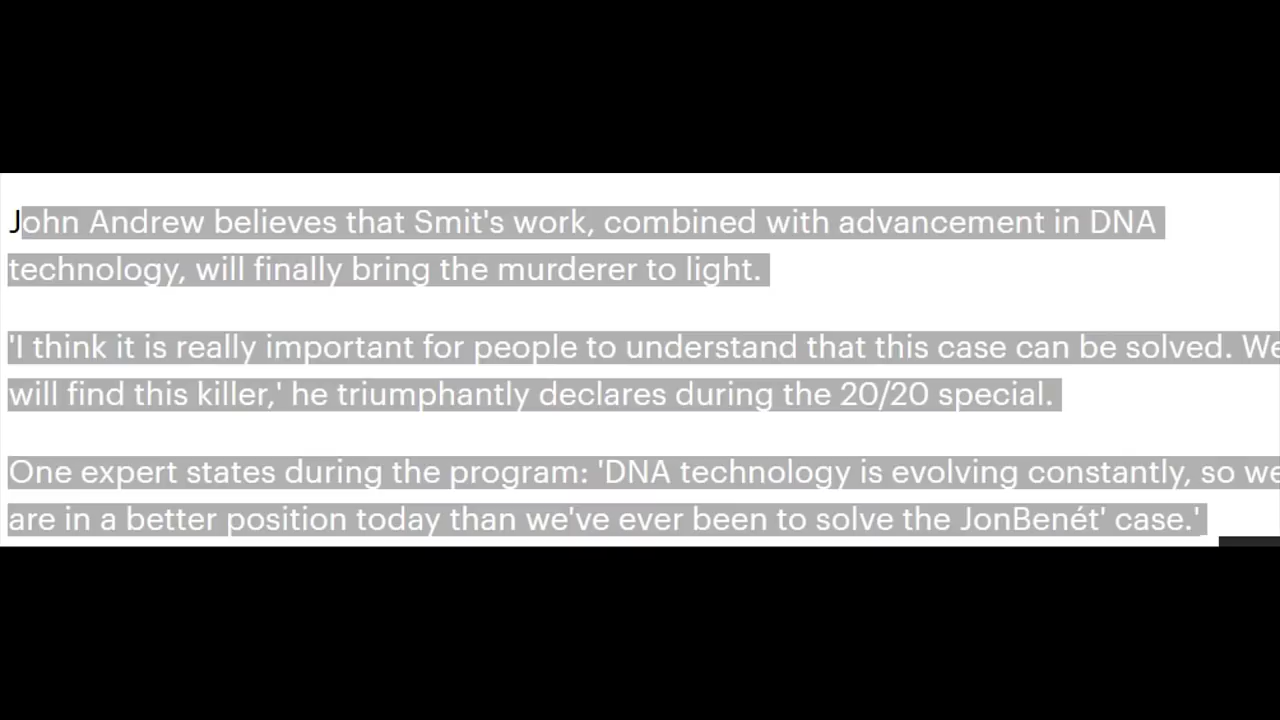 John Andrew believes that Smit's work, combined with advancement in DNA
technology, will finally bring the murderer to light.
'I think it is really important for people to understand that this case can be solved. We
will find this killer,' he triumphantly declares during the 20/20 special.
One expert states during the program: 'DNA technology is evolving constantly, so we
are in a better position today than we've ever been to solve the JonBenét' case.'